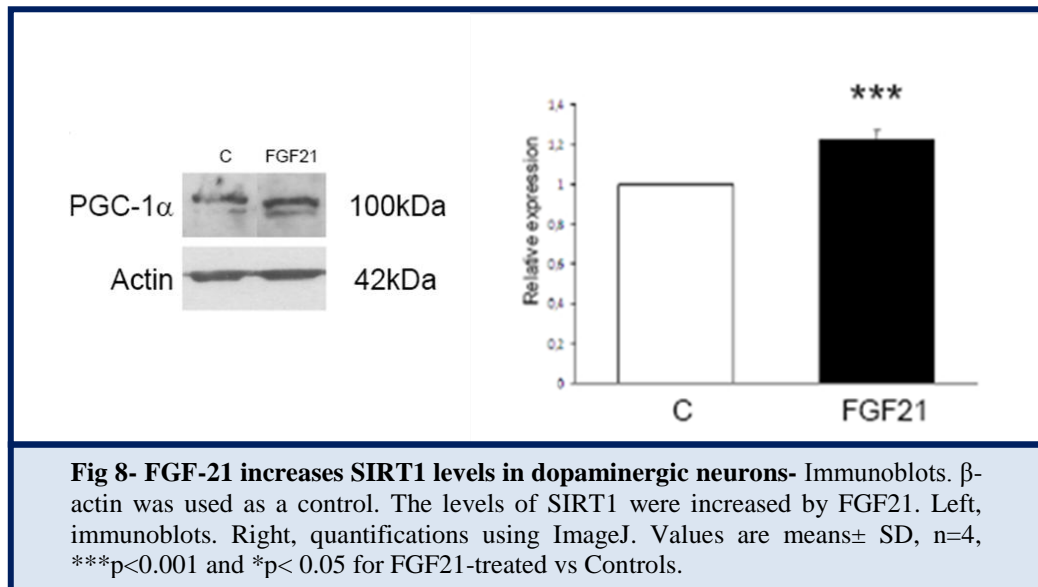 C FGF21
PGC-1α 100kDa
Actin 42kDa
***
Relative expression
1,4
1,2
1
0,8
0,6
0,4
0,2
0
C FGF21
Fig 8- FGF-21 increases SIRT1 levels in dopaminergic neurons- Immunoblots. β-
actin was used as a control. The levels of SIRT1 were increased by FGF21. Left,
immunoblots. Right, quantifications using ImageJ. Values are means± SD, n=4,
***p<0.001 and *p< 0.05 for FGF21-treated vs Controls.